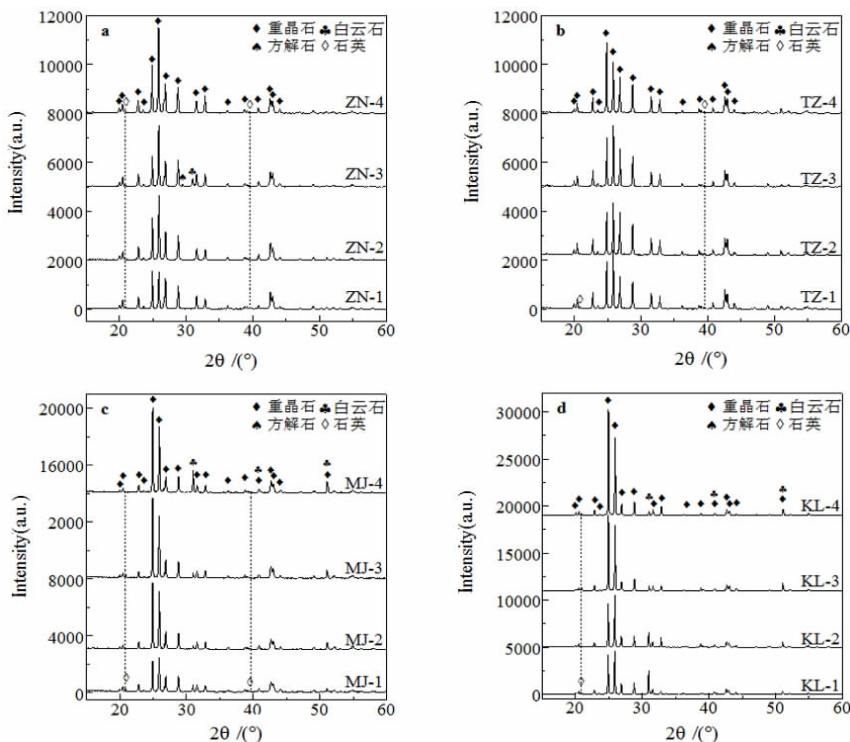 a
◆重晶石 ♣白云石
♠方解石 ◊石英
12000
10000
8000
6000
4000
2000
0
Intensity(a.u.)
ZN-4
ZN-3
ZN-2
ZN-1
20 30 40 50 60
2θ /(°)
b
◆重晶石 ♣白云石
♠方解石 ◊石英
12000
10000
8000
6000
4000
2000
0
Intensity(a.u.)
TZ-4
TZ-3
TZ-2
TZ-1
20 30 40 50 60
2θ /(°)
c
◆重晶石 ♣白云石
♠方解石 ◊石英
20000
16000
12000
2000
8000
4000
0
Intensity(a.u.)
MJ-4
MJ-3
MJ-2
MJ-1
20 30 40 50 60
2θ /(°)
d
◆重晶石 ♣白云石
♠方解石 ◊石英
30000
25000
20000
15000
10000
5000
0
Intensity(a.u.)
KL-4
KL-3
KL-2
KL-1
20 30 40 50 60
2θ /(°)